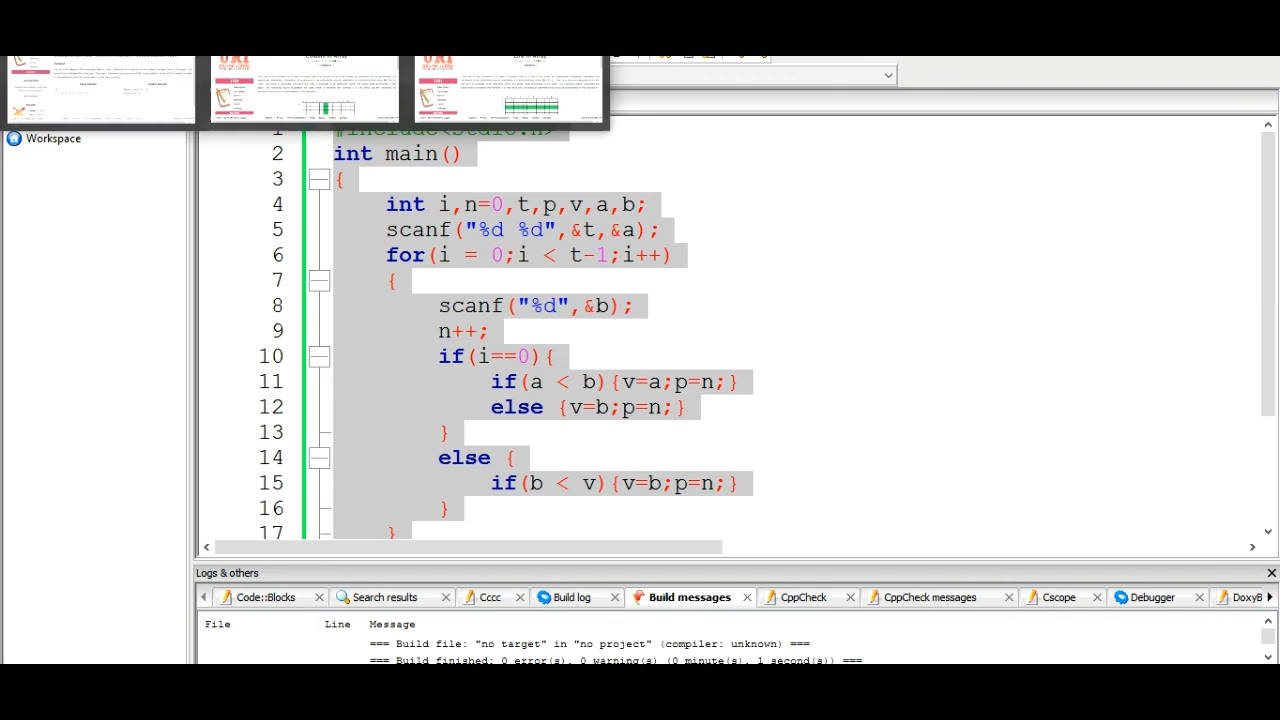 URI
URI
Workspace
1 #include<stdio.h>
2 int main()
3 {
4 int i,n=0,t,p,v,a,b;
5 scanf("%d %d",&t,&a);
6 for(i = 0;i < t-1;i++)
7 {
8 scanf("%d",&b);
9 n++;
10 if(i==0){
11 if(a < b){v=a;p=n;}
12 else {v=b;p=n;}
13 }
14 else {
15 if(b < v){v=b;p=n;}
16 }
17 }
Logs & others
Code::Blocks Search results Cccc Build log Build messages CppCheck CppCheck messages Cscope Debugger DoxyB
File Line Message
=== Build file: "no target" in "no project" (compiler: unknown) ===
=== Build finished: 0 error(s), 0 warning(s) (0 minute(s), 1 second(s)) ===